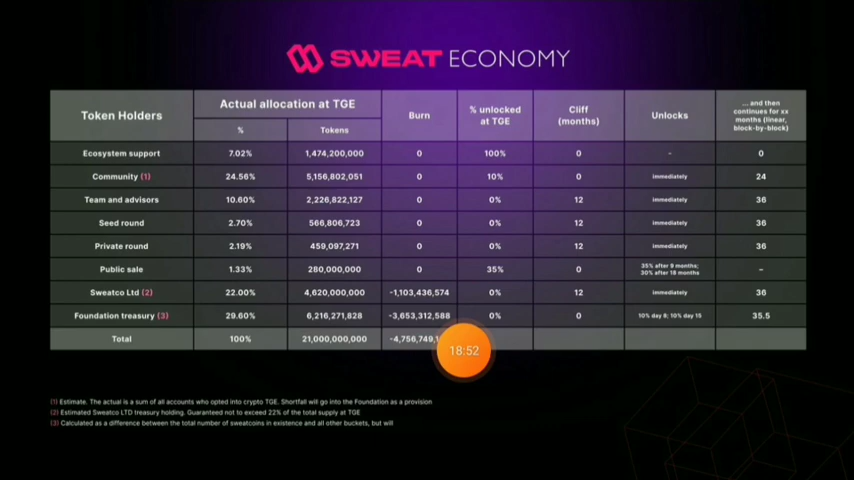 SWEAT ECONOMY
Token Holders Actual allocation at TGE Burn % unlocked at TGE Cliff (months) Unlocks ... and then continues for xx months (linear, block-by-block)
% Tokens
Ecosystem support 7.02% 1,474,200,000 0 100% 0 - 0
Community (1) 24.56% 5,156,802,051 0 10% 0 immediately 24
Team and advisors 10.60% 2,226,822,127 0 0% 12 immediately 36
Seed round 2.70% 566,806,723 0 0% 12 immediately 36
Private round 2.19% 459,097,271 0 0% 12 immediately 36
Public sale 1.33% 280,000,000 0 35% 0 35% after 9 months; 30% after 18 months –
Sweatco Ltd (2) 22.00% 4,620,000,000 -1,103,436,574 0% 12 immediately 36
Foundation treasury (3) 29.60% 6,216,271,828 -3,653,312,588 0% 0 10% day 6; 10% day 15 35.5
Total 100% 21,000,000,000 -4,756,749,
18:52
(1) Estimate. The actual is a sum of all accounts who opted into crypto TGE. Shortfall will go into the Foundation as a provision
(2) Estimated Sweatco LTD treasury holding. Guaranteed not to exceed 22% of the total supply at TGE
(3) Calculated as a difference between the total number of sweatcoins in existence and all other buckets, but will